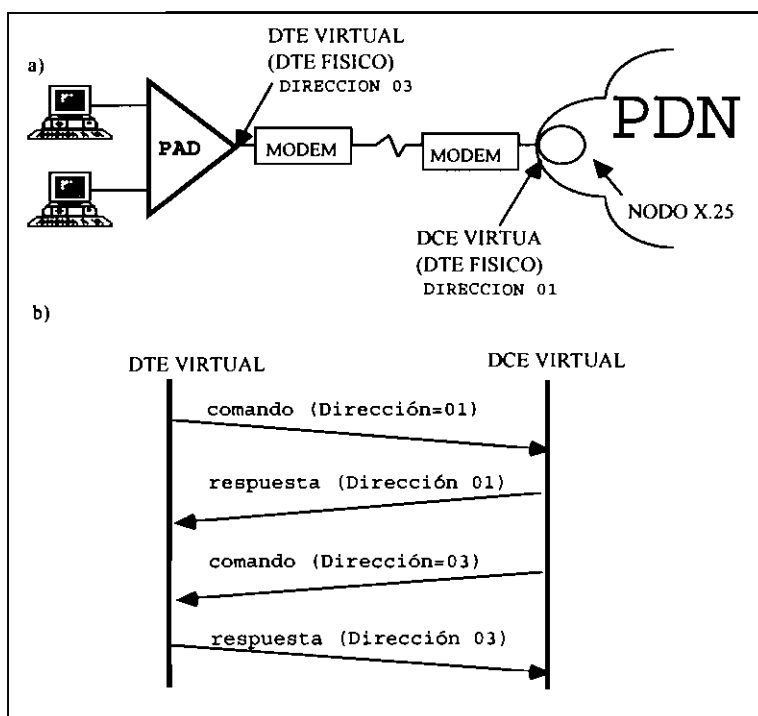 a)
DTE VIRTUAL
(DTE FISICO)
DIRECCION 03
PAD
MODEM
MODEM
PDN
NODO X.25
DCE VIRTUA
(DTE FISICO)
DIRECCION 01
b)
DTE VIRTUAL
DCE VIRTUAL
comando (Dirección=01)
respuesta (Dirección 01)
comando (Dirección=03)
respuesta (Dirección 03)